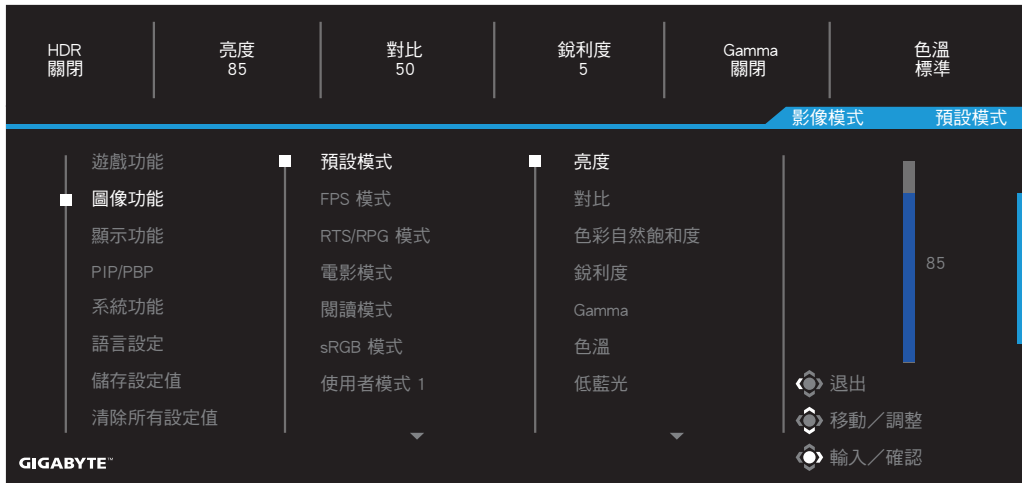 HDR
關閉
亮度
85
對比
50
銳利度
5
Gamma
關閉
色溫
標準
影像模式 預設模式
遊戲功能
圖像功能
顯示功能
PIP/PBP
系統功能
語言設定
儲存設定值
清除所有設定值
預設模式
FPS 模式
RTS/RPG 模式
電影模式
閱讀模式
sRGB 模式
使用者模式 1
亮度
對比
色彩自然飽和度
銳利度
Gamma
色溫
低藍光
85
退出
移動／調整
輸入／確認
GIGABYTE™